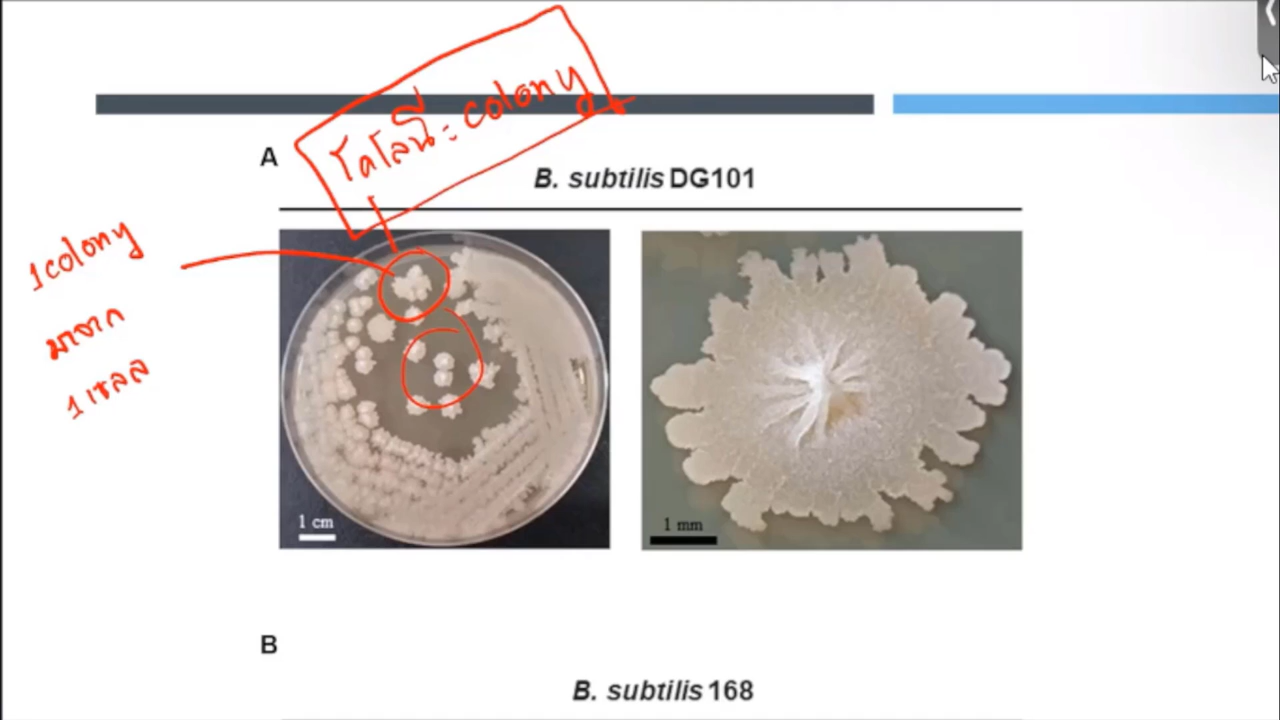 โคโลนี = colony
A
B. subtilis DG101
1 colony
มาจาก
1 เซลล
1 cm
1 mm
B
B. subtilis 168